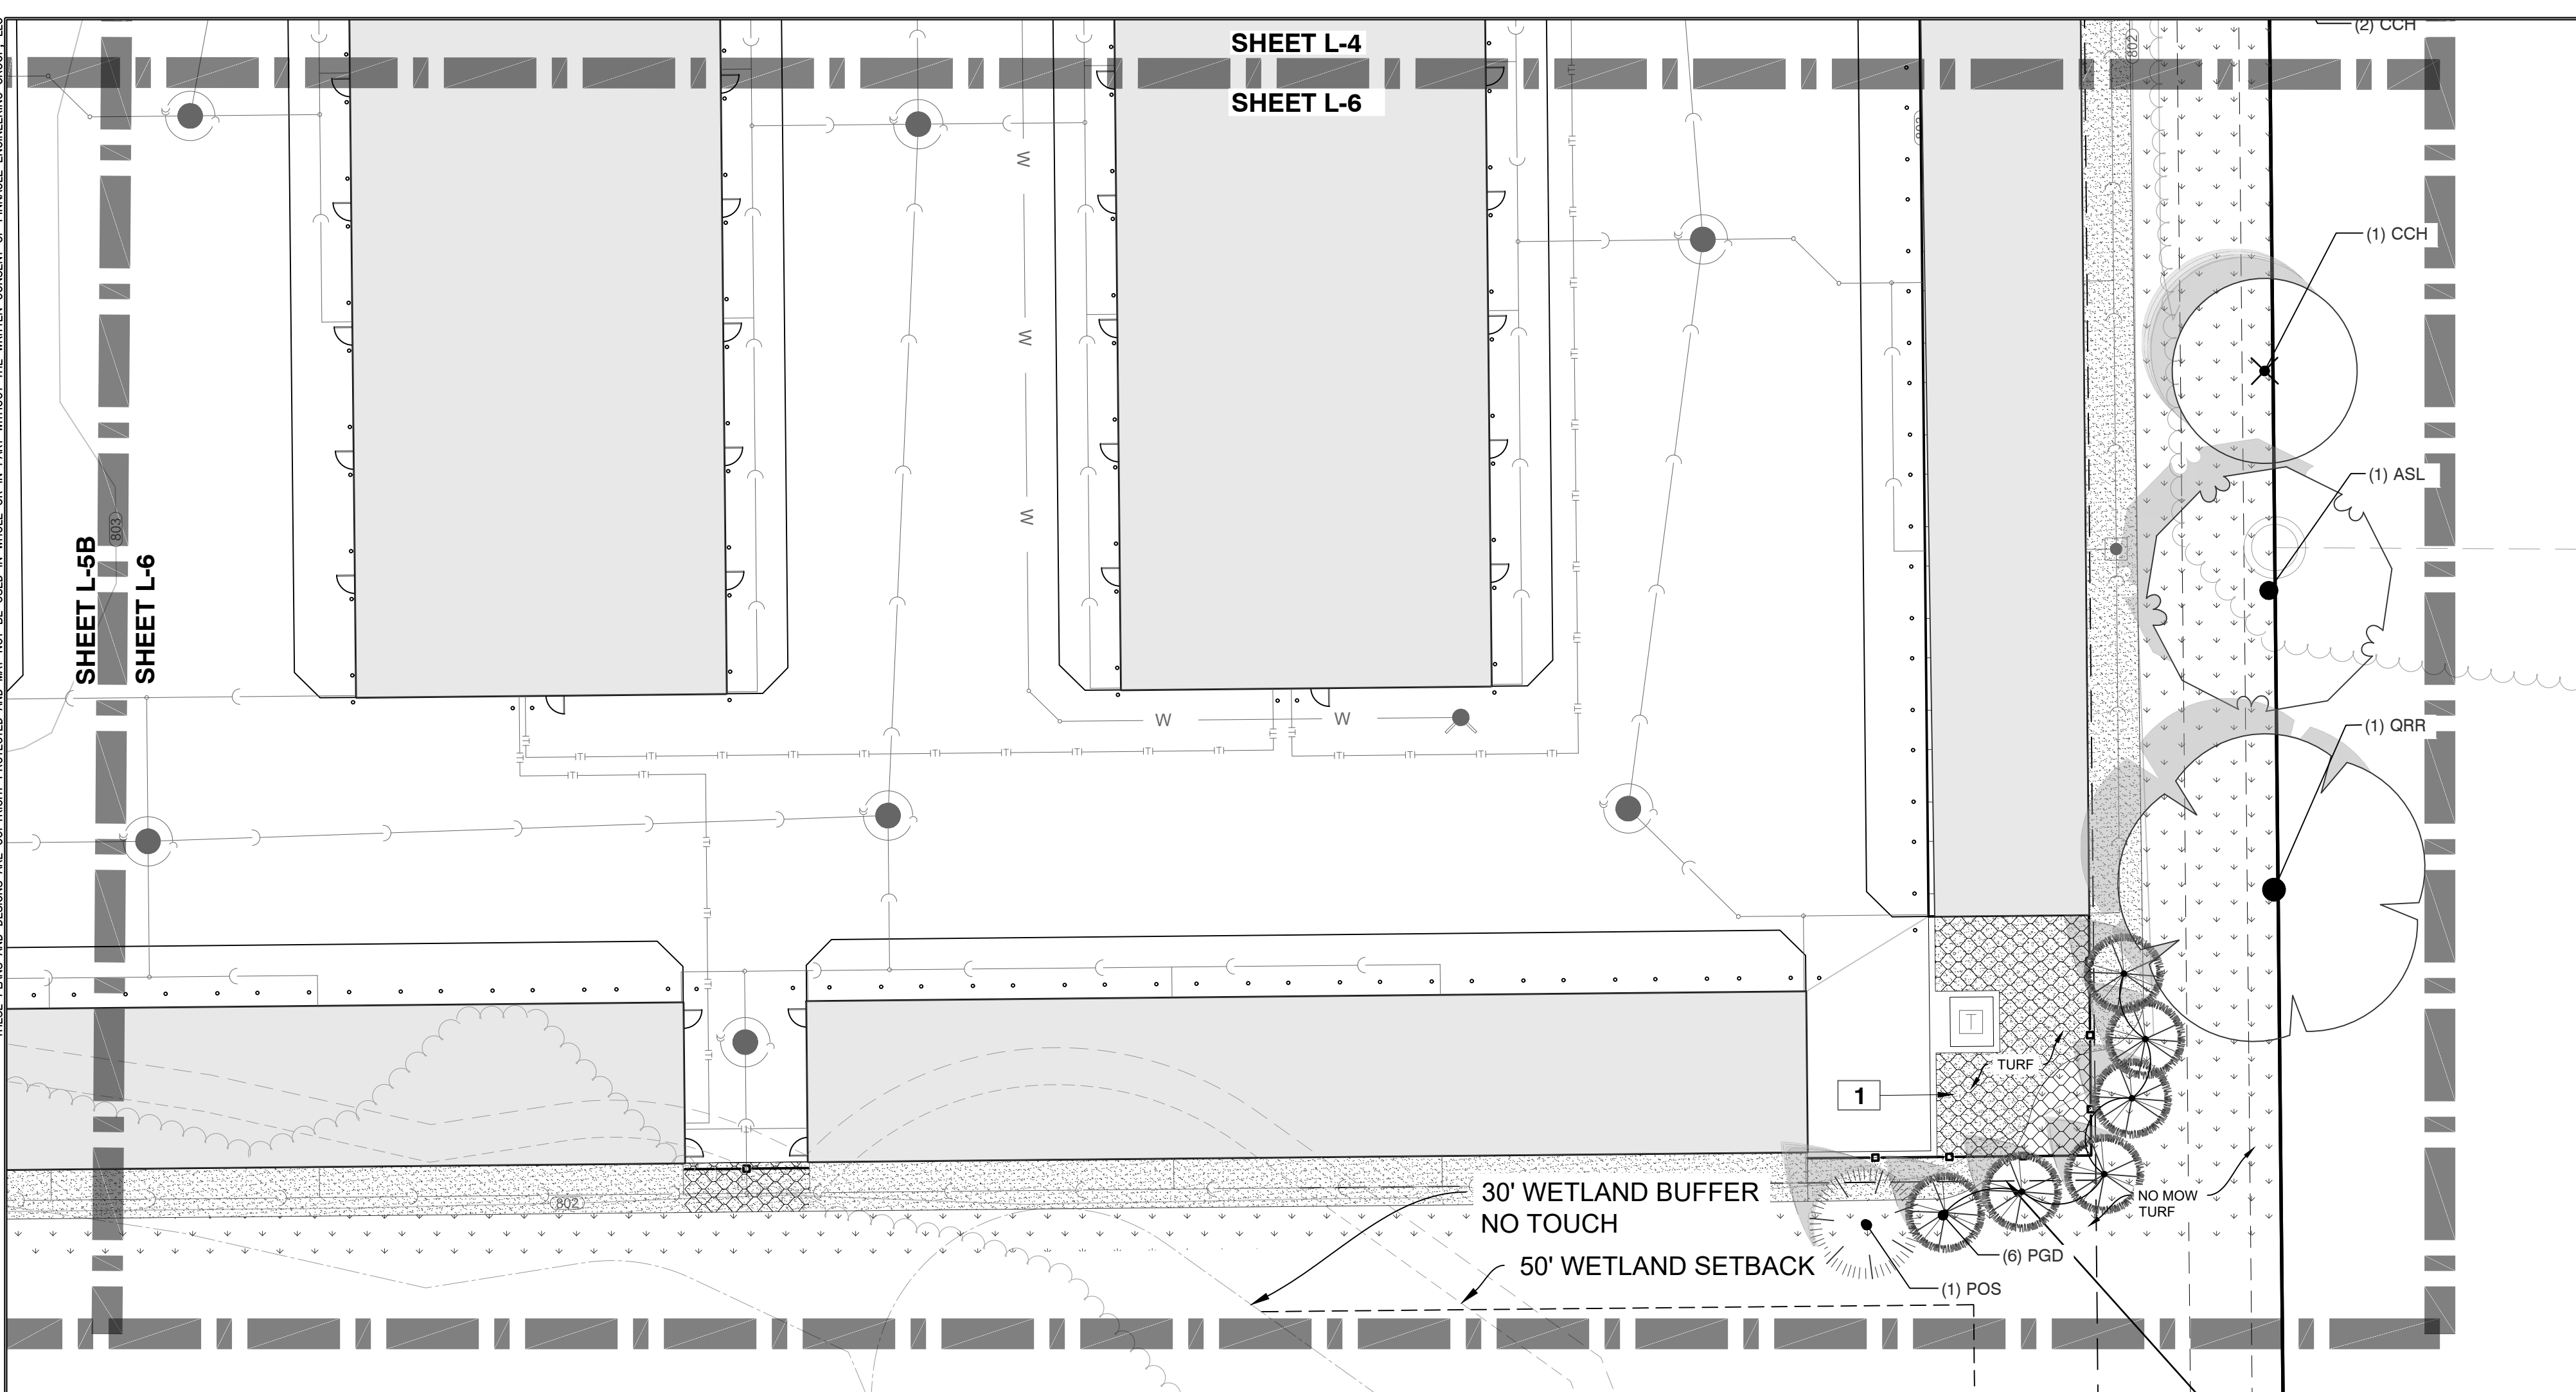 (2) CCH
SHEET L-4
SHEET L-6
802
W
(1) CCH
W
(1) ASL
W
803
SHEET L-5B
SHEET L-6
W
W
(1) QRR
T
TURF
1
30' WETLAND BUFFER
NO TOUCH
NO MOW
TURF
802
50' WETLAND SETBACK
(6) PGD
(1) POS